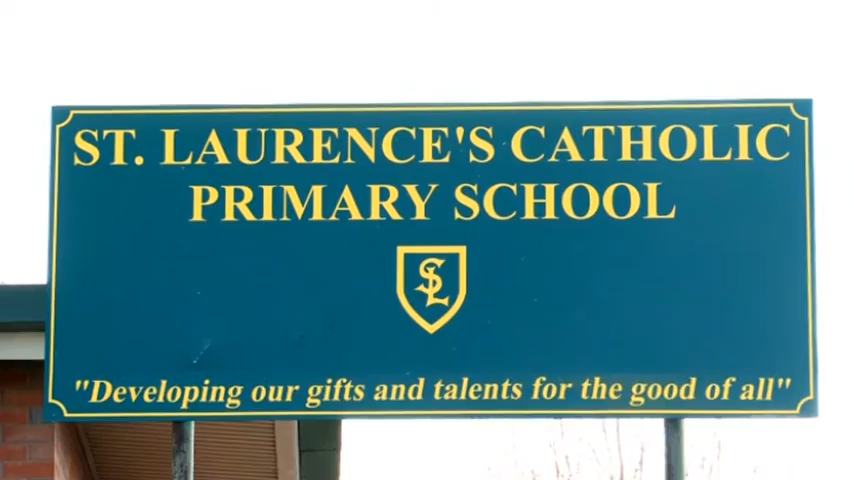 ST. LAURENCE'S CATHOLIC
PRIMARY SCHOOL
SL
"Developing our gifts and talents for the good of all"